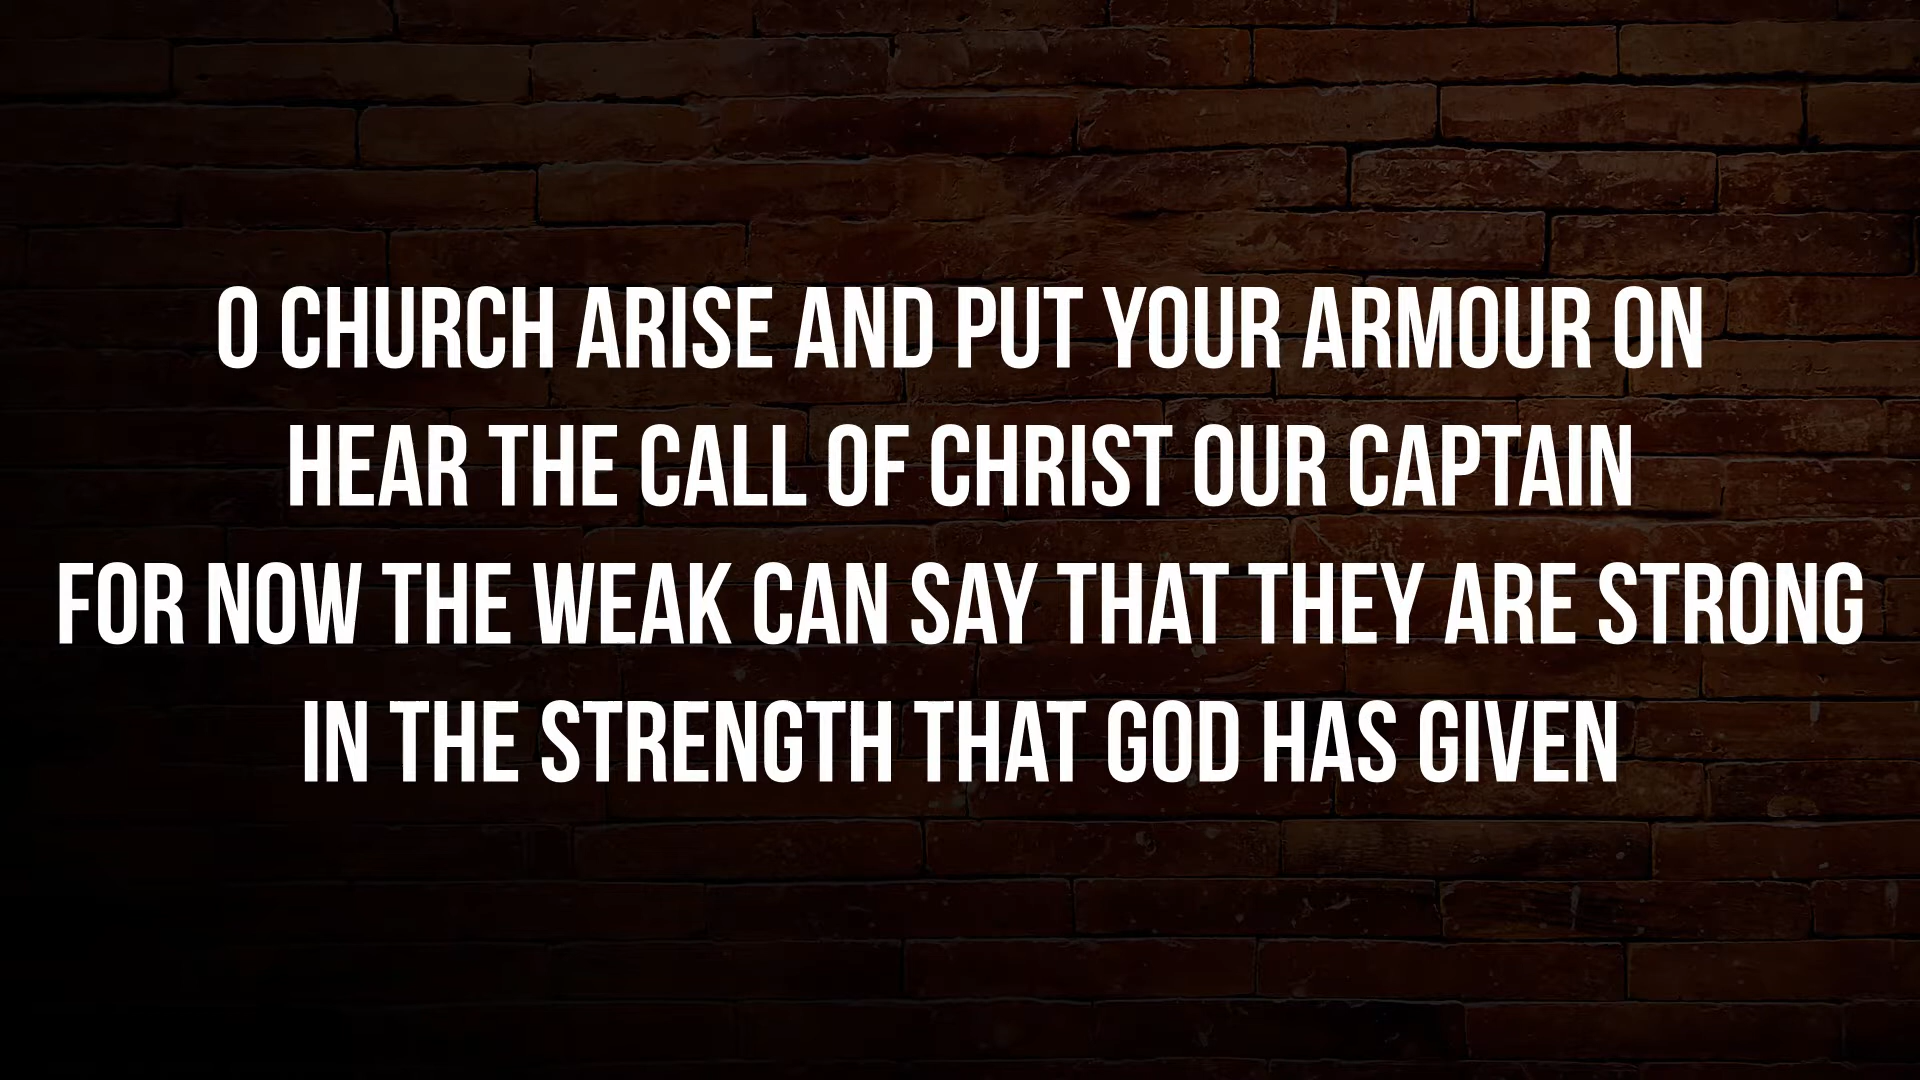 O CHURCH ARISE AND PUT YOUR ARMOUR ON
HEAR THE CALL OF CHRIST OUR CAPTAIN
FOR NOW THE WEAK CAN SAY THAT THEY ARE STRONG
IN THE STRENGTH THAT GOD HAS GIVEN